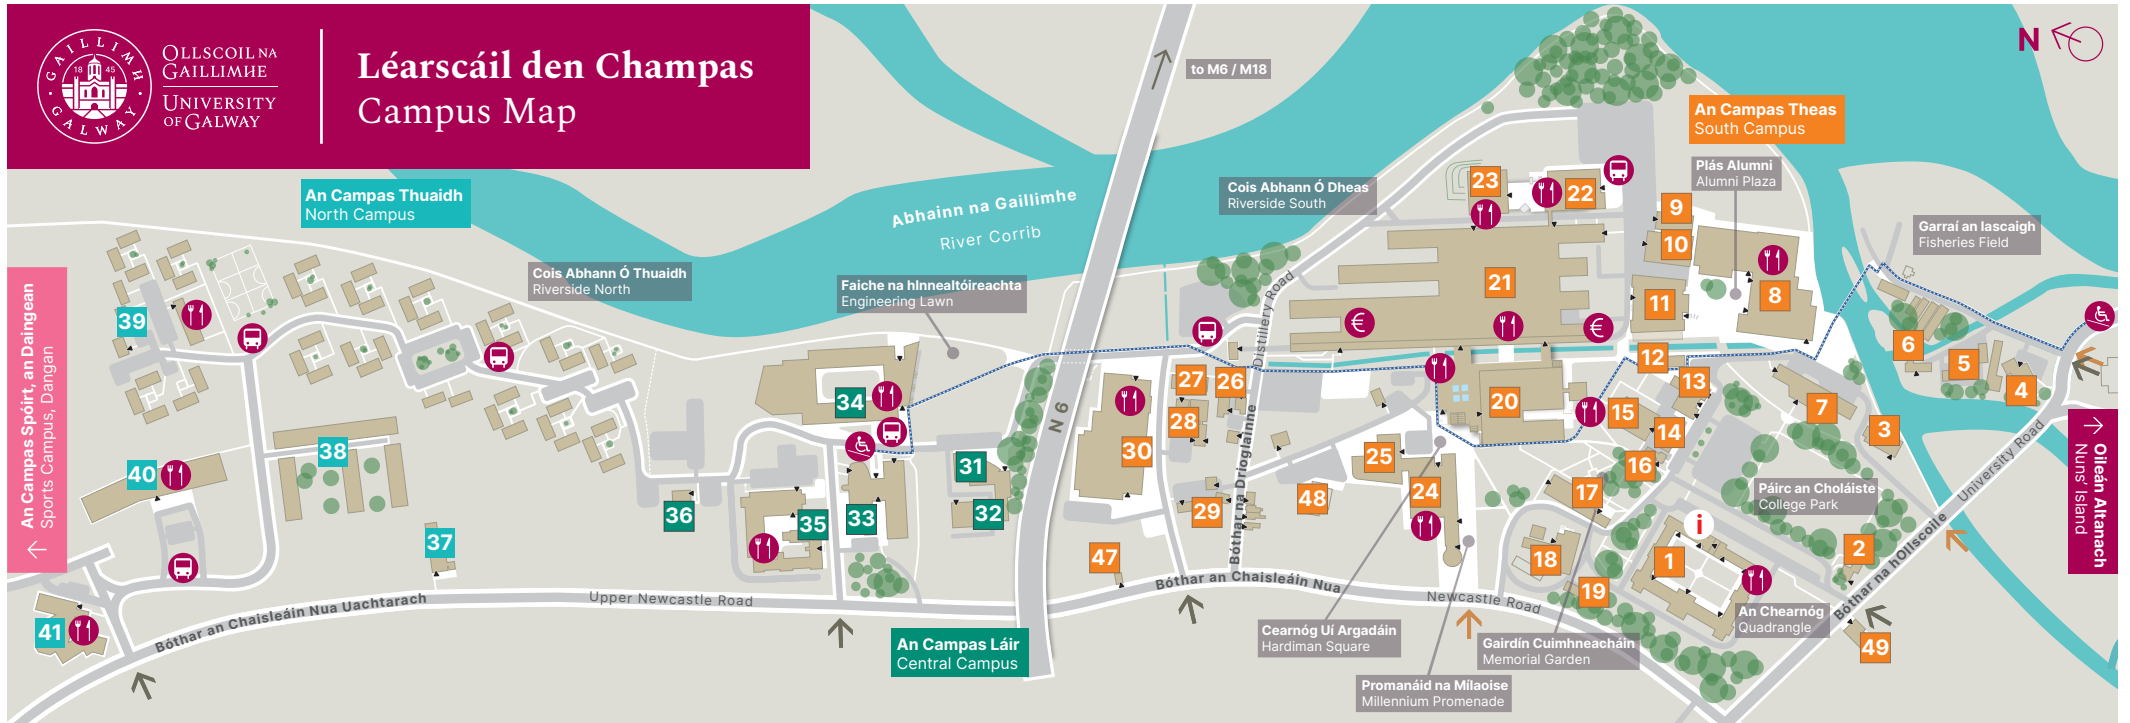 GAILLIMH
18 45
GALWAY
OLLSCOIL NA
GAILLIMHE
UNIVERSITY
OF GALWAY
Léarscáil den Champas
Campus Map
N
to M6 / M18
An Campas Theas
South Campus
Plás Alumni
Alumni Plaza
An Campas Thuaidh
North Campus
Abhainn na Gaillimhe
River Corrib
Cois Abhann Ó Dheas
Riverside South
Garraí an Iascaigh
Fisheries Field
Cois Abhann Ó Thuaidh
Riverside North
Faiche na hInnealtóireachta
Engineering Lawn
An Campas Spóirt, an Daingean
Sports Campus, Dangan
Oileán Altanach
Nuns' Island
Distillery Road
Bóthar na Drioglainne
N6
23
22
9
10
21
11
8
€
€
39
6
5
4
12
13
27
26
28
20
15
7
14
3
34
38
30
25
16
31
40
24
17
48
36
35
33
32
29
37
47
18
19
1
i
2
41
49
Páirc an Choláiste
College Park
University Road
Bóthar na hOllscoile
An Chearnóg
Quadrangle
Bóthar an Chaisleáin Nua Uachtarach
Upper Newcastle Road
Bóthar an Chaisleáin Nua
Newcastle Road
An Campas Láir
Central Campus
Cearnóg Uí Argadáin
Hardiman Square
Gairdín Cuimhneacháin
Memorial Garden
Promanáid na Mílaoise
Millennium Promenade